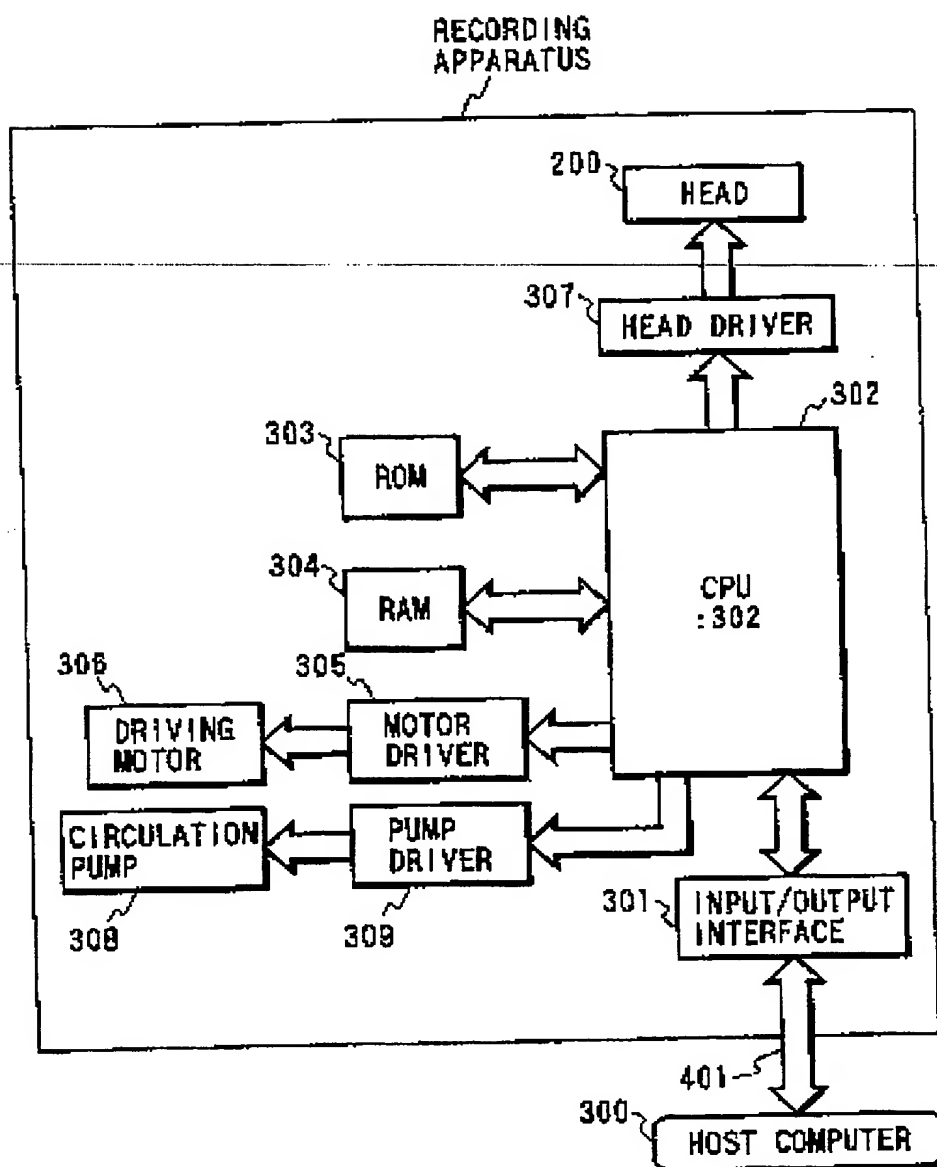 RECORDING
APPARATUS
200
HEAD
307
HEAD DRIVER
302
303
ROM
304
RAM
CPU
:302
306
305
DRIVING
MOTOR
MOTOR
DRIVER
CIRCULATION
PUMP
PUMP
DRIVER
308
309
301
INPUT/OUTPUT
INTERFACE
401
300
HOST COMPUTER